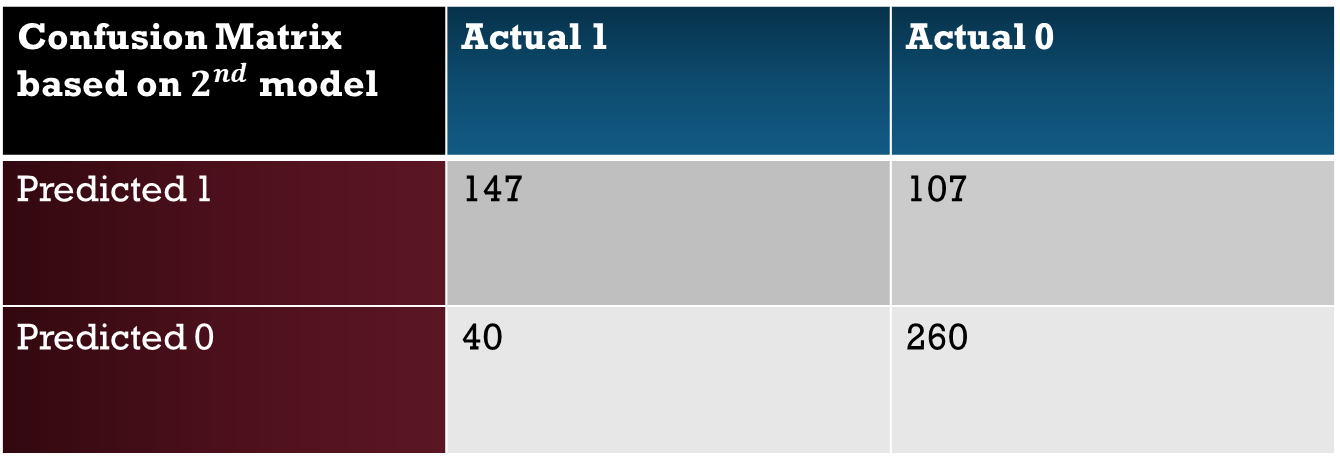 Confusion Matrix
based on 2nd model
Actual 1
Actual 0
Predicted 1
147
107
Predicted 0
40
260